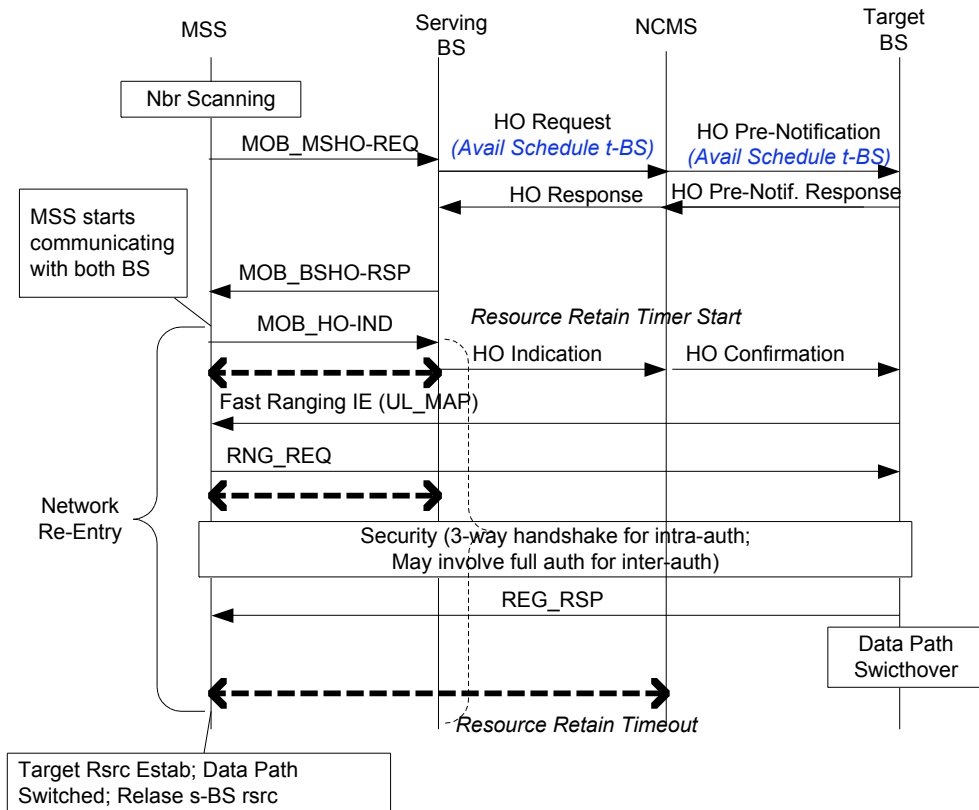 MSS
Serving
BS
NCMS
Target
BS
Nbr Scanning
MOB_MSHO-REQ
HO Request
(Avail Schedule t-BS)
HO Pre-Notification
(Avail Schedule t-BS)
HO Response
HO Pre-Notif. Response
MSS starts
communicating
with both BS
MOB_BSHO-RSP
MOB_HO-IND
Resource Retain Timer Start
HO Indication
HO Confirmation
Fast Ranging IE (UL_MAP)
RNG_REQ
Network
Re-Entry
Security (3-way handshake for intra-auth;
May involve full auth for inter-auth)
REG_RSP
Data Path
Swicthover
Resource Retain Timeout
Target Rsrc Estab; Data Path
Switched; Relase s-BS rsrc